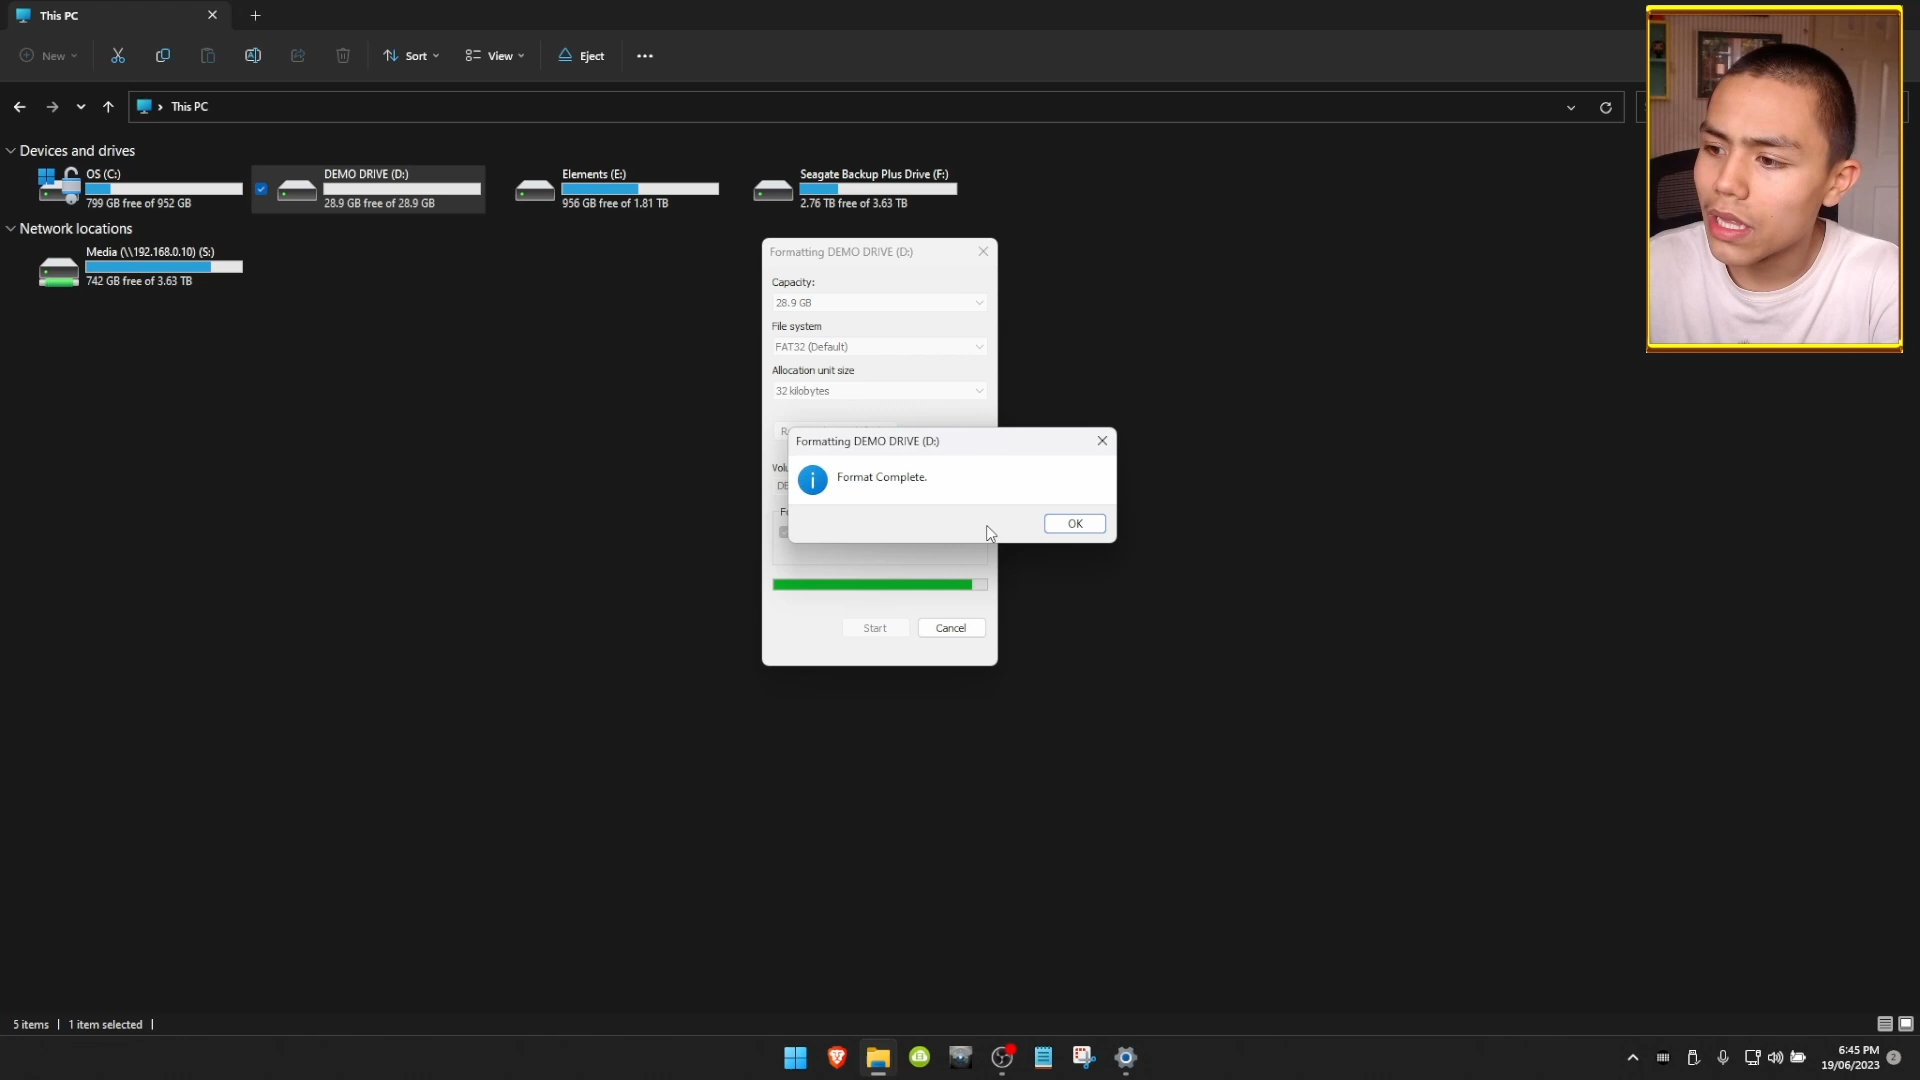 This PC
New
Sort
View
Eject
This PC
Devices and drives
OS (C:)
799 GB free of 952 GB
DEMO DRIVE (D:)
28.9 GB free of 28.9 GB
Elements (E:)
956 GB free of 1.81 TB
Seagate Backup Plus Drive (F:)
2.76 TB free of 3.63 TB
Network locations
Media (\\192.168.0.10) (S:)
742 GB free of 3.63 TB
Formatting DEMO DRIVE (D:)
Capacity:
28.9 GB
File system
FAT32 (Default)
Allocation unit size
32 kilobytes
Formatting DEMO DRIVE (D:)
Format Complete.
OK
Start
Cancel
5 items
1 item selected
6:45 PM
19/06/2023
2